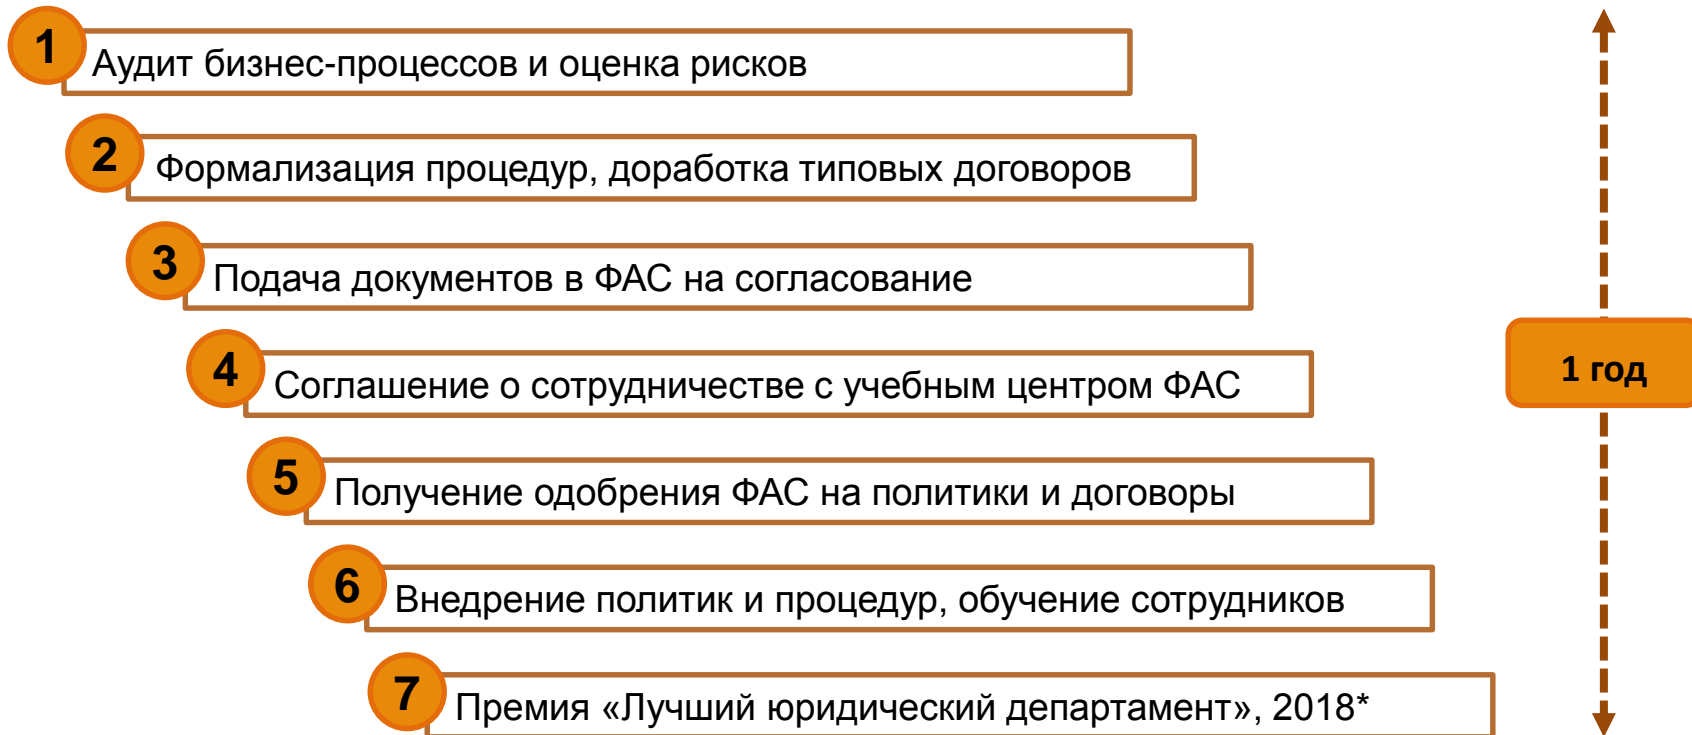 1
Аудит бизнес-процессов и оценка рисков
2
Формализация процедур, доработка типовых договоров
3
Подача документов в ФАС на согласование
4
Соглашение о сотрудничестве с учебным центром ФАС
1 год
5
Получение одобрения ФАС на политики и договоры
6
Внедрение политик и процедур, обучение сотрудников
7
Премия «Лучший юридический департамент», 2018*